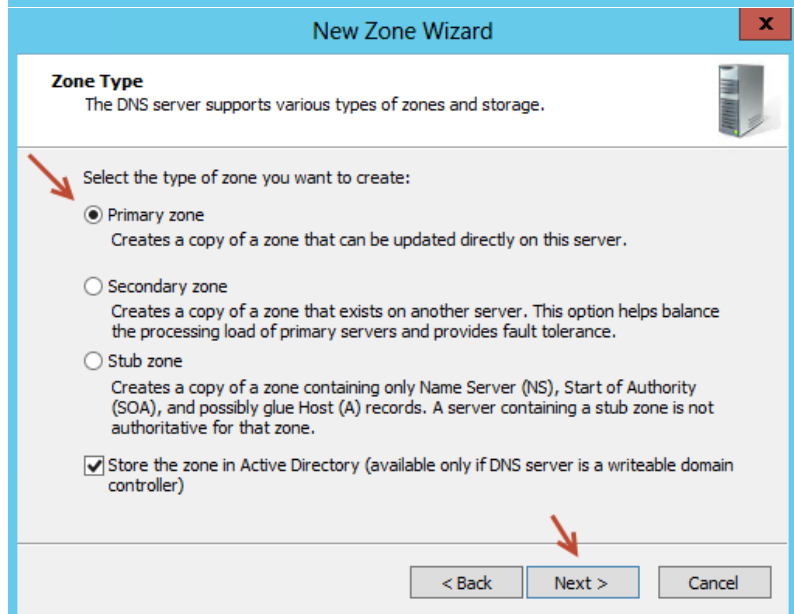 New Zone Wizard
x
Zone Type
The DNS server supports various types of zones and storage.
Select the type of zone you want to create:
Primary zone
Creates a copy of a zone that can be updated directly on this server.
Secondary zone
Creates a copy of a zone that exists on another server. This option helps balance
the processing load of primary servers and provides fault tolerance.
Stub zone
Creates a copy of a zone containing only Name Server (NS), Start of Authority
(SOA), and possibly glue Host (A) records. A server containing a stub zone is not
authoritative for that zone.
Store the zone in Active Directory (available only if DNS server is a writeable domain
controller)
< Back Next > Cancel